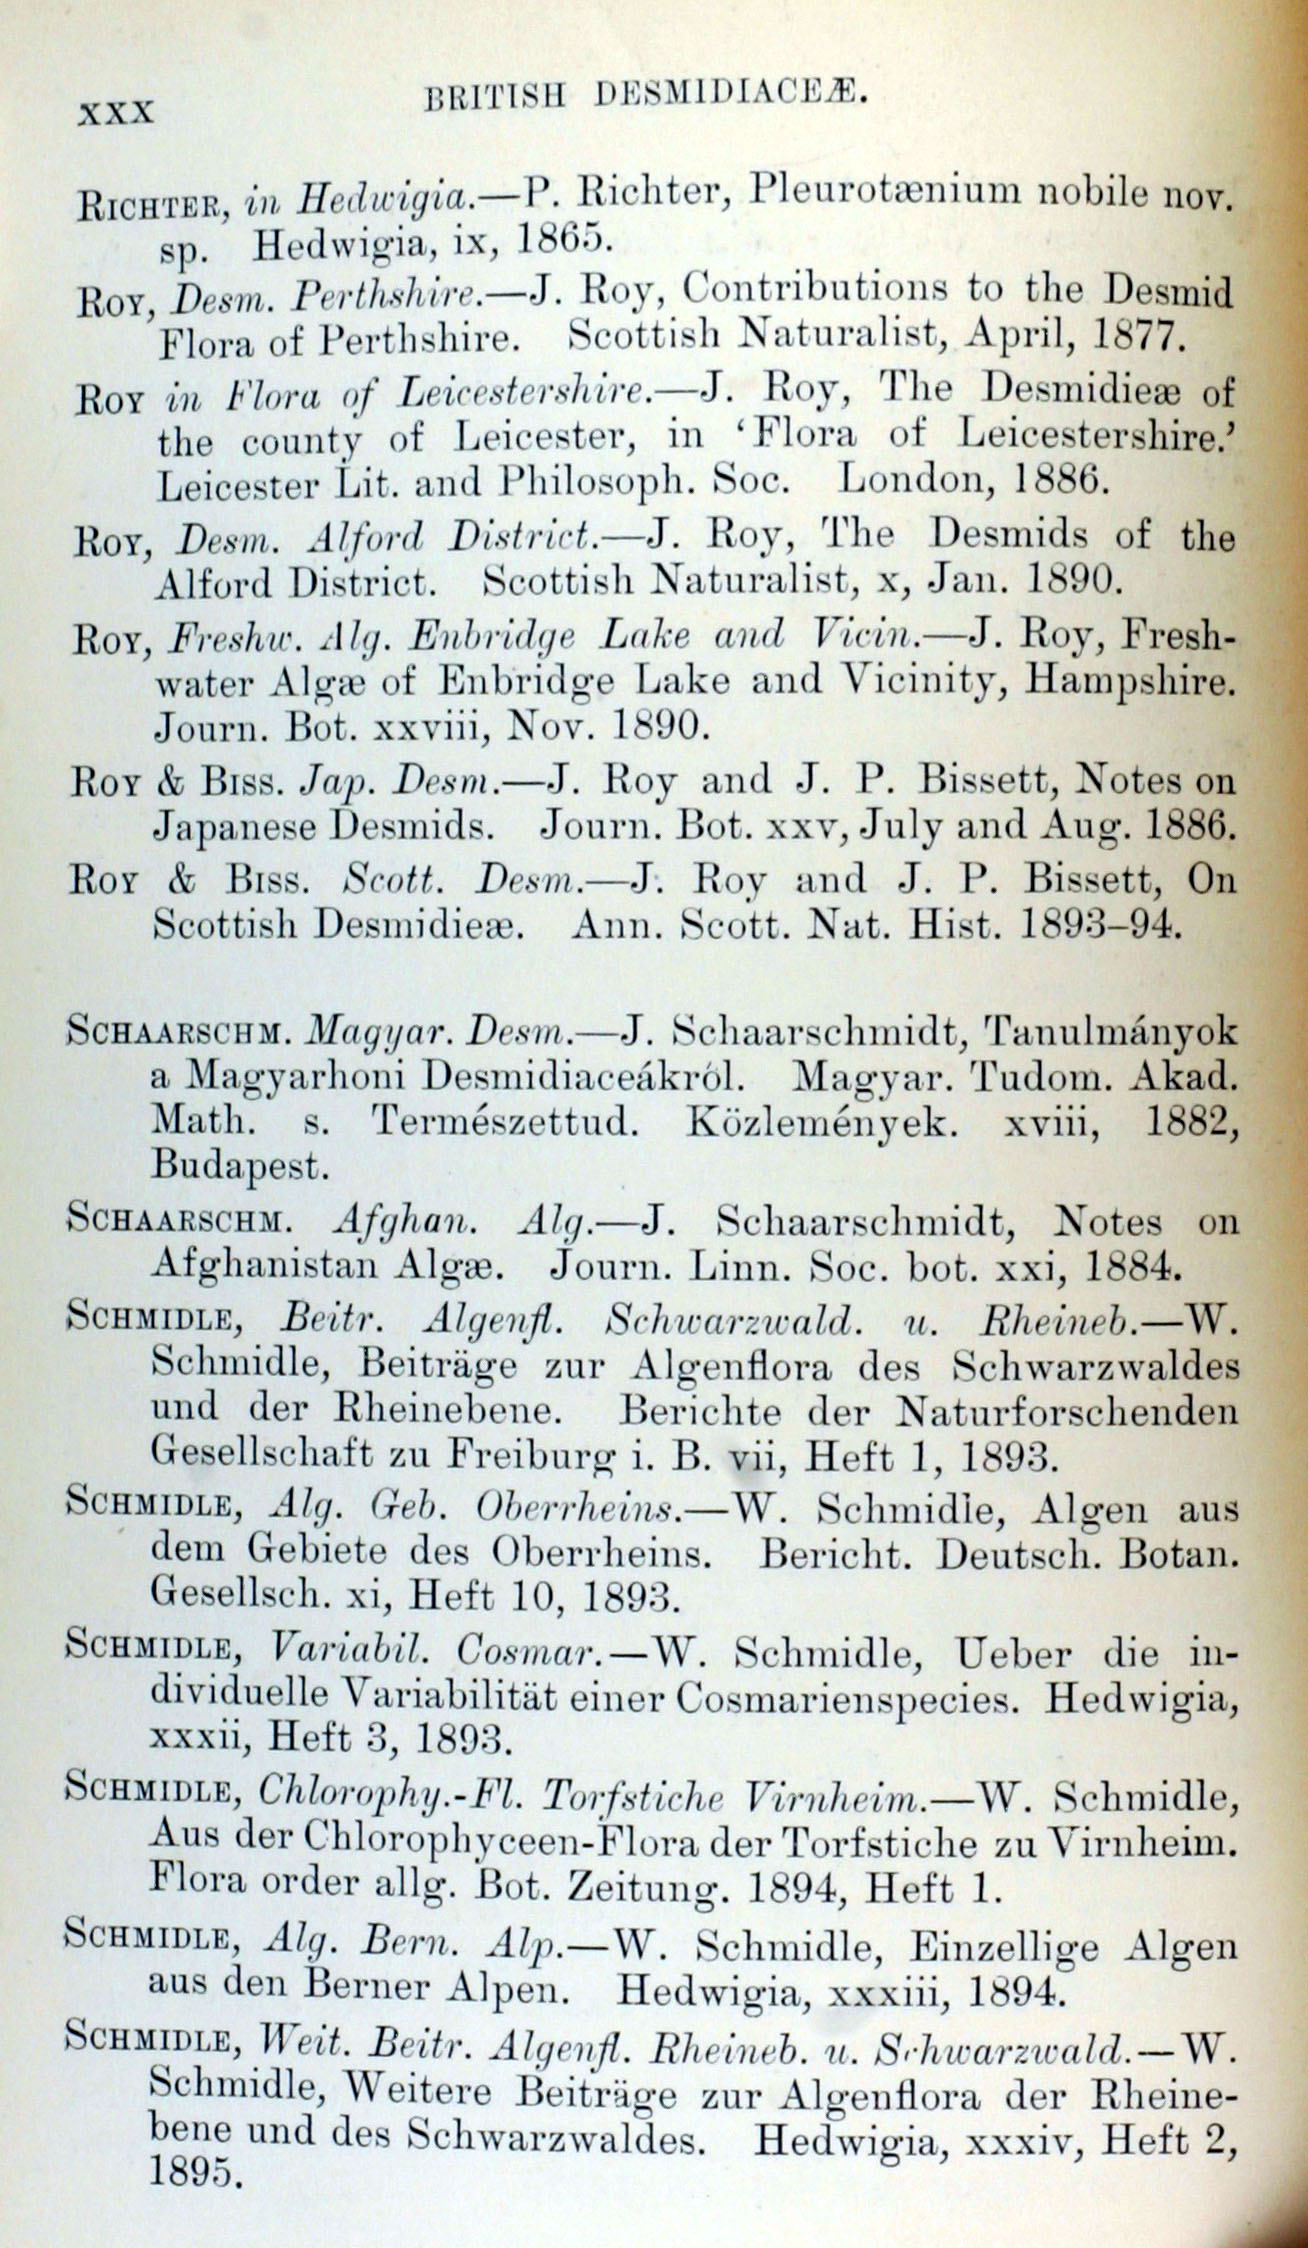 xxx
BRITISH DESMIDIACEÆ.
RICHTER, in Hedwigia.—P. Richter, Pleurotænium nobile nov.
sp. Hedwigia, ix, 1865.
ROY, Desm. Perthshire.—J. Roy, Contributions to the Desmid
Flora of Perthshire. Scottish Naturalist, April, 1877.
ROY in Flora of Leicestershire.—J. Roy, The Desmidieæ of
the county of Leicester, in ‘Flora of Leicestershire.’
Leicester Lit. and Philosoph. Soc. London, 1886.
ROY, Desm. Alford District.—J. Roy, The Desmids of the
Alford District. Scottish Naturalist, x, Jan. 1890.
ROY, Freshw. Alg. Enbridge Lake and Vicin.—J. Roy, Fresh-
water Algæ of Enbridge Lake and Vicinity, Hampshire.
Journ. Bot. xxviii, Nov. 1890.
ROY & BISS. Jap. Desm.—J. Roy and J. P. Bissett, Notes on
Japanese Desmids. Journ. Bot. xxv, July and Aug. 1886.
ROY & BISS. Scott. Desm.—J. Roy and J. P. Bissett, On
Scottish Desmidieæ. Ann. Scott. Nat. Hist. 1893–94.
SCHAARSCHM. Magyar. Desm.—J. Schaarschmidt, Tanulmányok
a Magyarhoni Desmidiaceákról. Magyar. Tudom. Akad.
Math. s. Természettud. Közlemények. xviii, 1882,
Budapest.
SCHAARSCHM. Afghan. Alg.—J. Schaarschmidt, Notes on
Afghanistan Algæ. Journ. Linn. Soc. bot. xxi, 1884.
SCHMIDLE, Beitr. Algenfl. Schwarzwald. u. Rheineb.—W.
Schmidle, Beiträge zur Algenflora des Schwarzwaldes
und der Rheinebene. Berichte der Naturforschenden
Gesellschaft zu Freiburg i. B. vii, Heft 1, 1893.
SCHMIDLE, Alg. Geb. Oberrheins.—W. Schmidle, Algen aus
dem Gebiete des Oberrheins. Bericht. Deutsch. Botan.
Gesellsch. xi, Heft 10, 1893.
SCHMIDLE, Variabil. Cosmar.—W. Schmidle, Ueber die in-
dividuelle Variabilität einer Cosmarienspecies. Hedwigia,
xxxii, Heft 3, 1893.
SCHMIDLE, Chlorophy.-Fl. Torfstiche Virnheim.—W. Schmidle,
Aus der Chlorophyceen-Flora der Torfstiche zu Virnheim.
Flora order allg. Bot. Zeitung. 1894, Heft 1.
SCHMIDLE, Alg. Bern. Alp.—W. Schmidle, Einzellige Algen
aus den Berner Alpen. Hedwigia, xxxiii, 1894.
SCHMIDLE, Weit. Beitr. Algenfl. Rheineb. u. Schwarzwald.—W.
Schmidle, Weitere Beiträge zur Algenflora der Rheine-
bene und des Schwarzwaldes. Hedwigia, xxxiv, Heft 2,
1895.